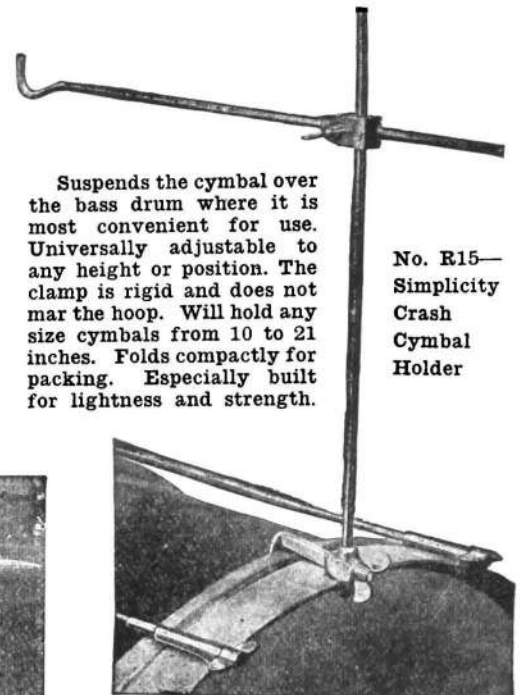 Suspends the cymbal over
the bass drum where it is
most convenient for use.
Universally adjustable to
any height or position. The
clamp is rigid and does not
mar the hoop. Will hold any
size cymbals from 10 to 21
inches. Folds compactly for
packing. Especially built
for lightness and strength.
No. R15—
Simplicity
Crash
Cymbal
Holder